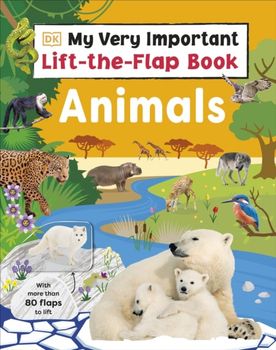 DK My Very Important
Lift-the-Flap Book
Animals
With
more than
80 flaps
to lift